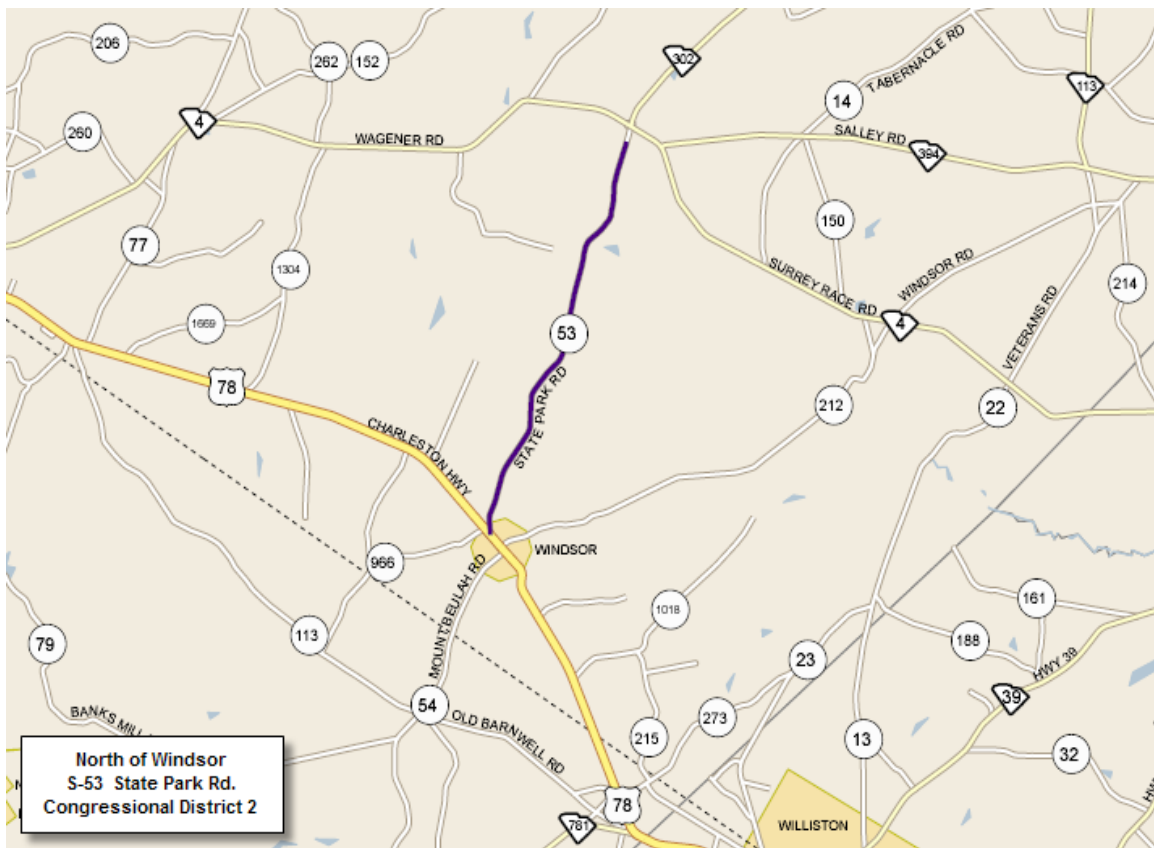 302
206
262
152
TABERNACLE RD
113
14
4
260
WAGENER RD
SALLEY RD
394
150
77
WINDSOR RD
1304
SURREY RACE RD
214
4
VETERANS RD
1669
53
78
STATE PARK RD
212
22
CHARLESTON HWY
WINDSOR
966
MOUNT BEULAH RD
161
1018
113
188
79
23
HWY 39
39
54
BANKS MILL
OLD BARNWELL RD
273
215
13
32
North of Windsor
S-53 State Park Rd.
Congressional District 2
78
781
WILLISTON